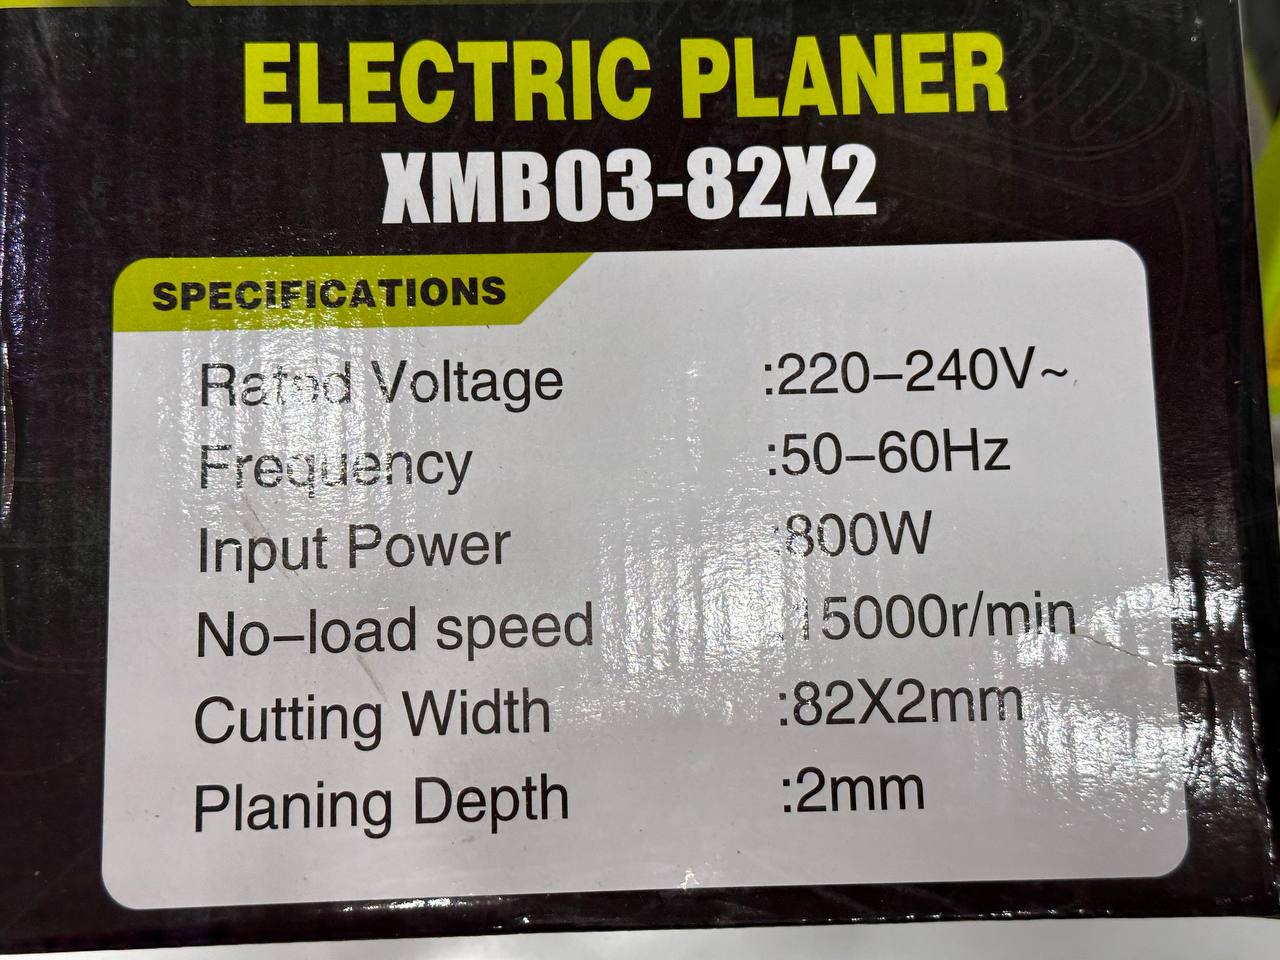 ELECTRIC PLANER
XMB03-82X2
SPECIFICATIONS
Rated Voltage :220–240V~
Frequency :50–60Hz
Input Power :800W
No–load speed :15000r/min
Cutting Width :82X2mm
Planing Depth :2mm